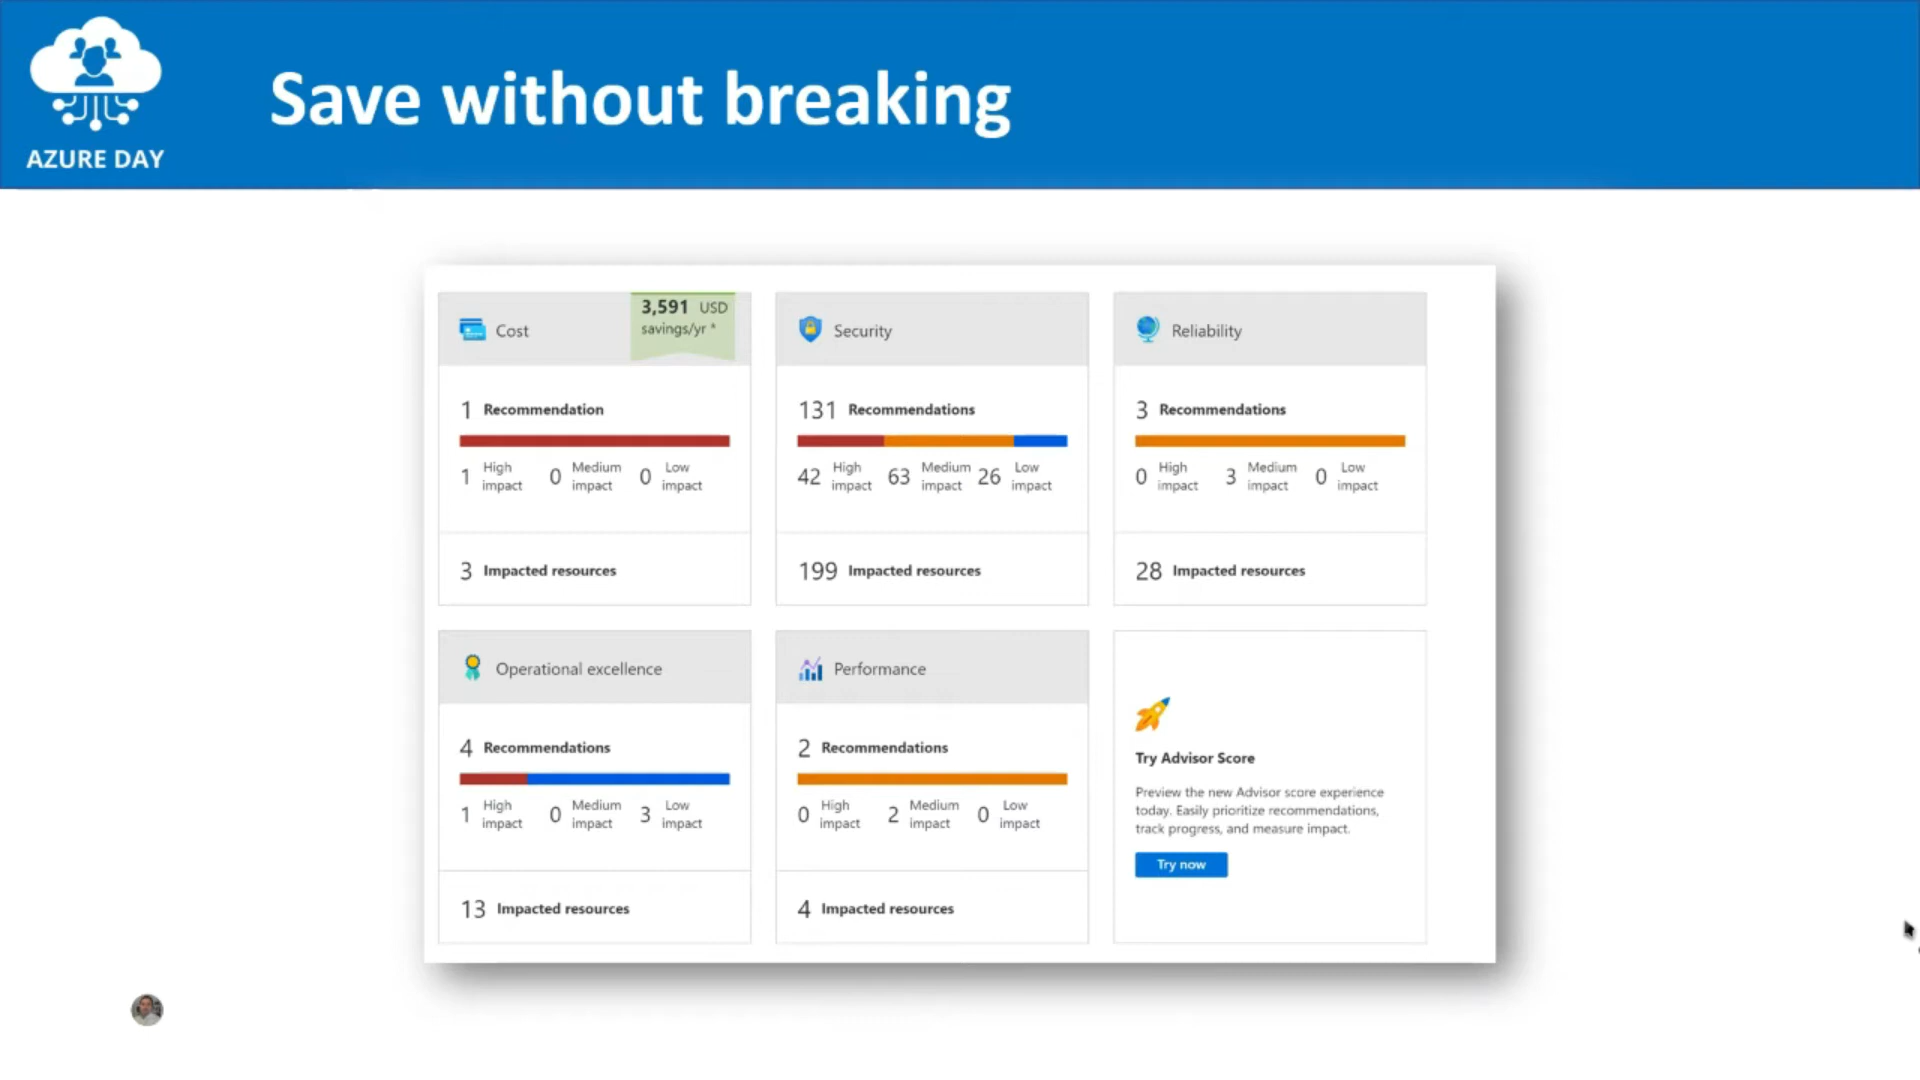 AZURE DAY
Save without breaking
Cost
3,591 USD
savings/yr *
1 Recommendation
1 High impact 0 Medium impact 0 Low impact
3 Impacted resources
Security
131 Recommendations
42 High impact 63 Medium impact 26 Low impact
199 Impacted resources
Reliability
3 Recommendations
0 High impact 3 Medium impact 0 Low impact
28 Impacted resources
Operational excellence
4 Recommendations
1 High impact 0 Medium impact 3 Low impact
13 Impacted resources
Performance
2 Recommendations
0 High impact 2 Medium impact 0 Low impact
4 Impacted resources
Try Advisor Score
Preview the new Advisor score experience
today. Easily prioritize recommendations,
track progress, and measure impact.
Try now